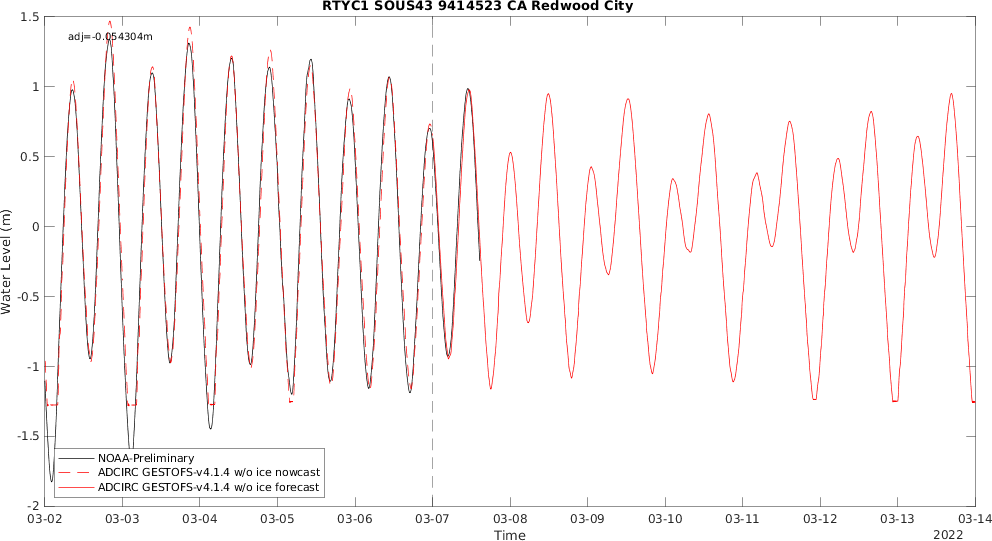 RTYC1 SOUS43 9414523 CA Redwood City
adj=-0.054304m
1.5
1
0.5
0
-0.5
-1
-1.5
-2
Water Level (m)
NOAA-Preliminary
ADCIRC GESTOFS-v4.1.4 w/o ice nowcast
ADCIRC GESTOFS-v4.1.4 w/o ice forecast
03-02 03-03 03-04 03-05 03-06 03-07 03-08 03-09 03-10 03-11 03-12 03-13 03-14
Time
2022